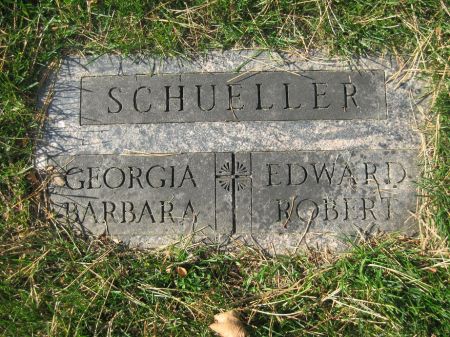 SCHUELLER
GEORGIA
BARBARA
EDWARD
ROBERT